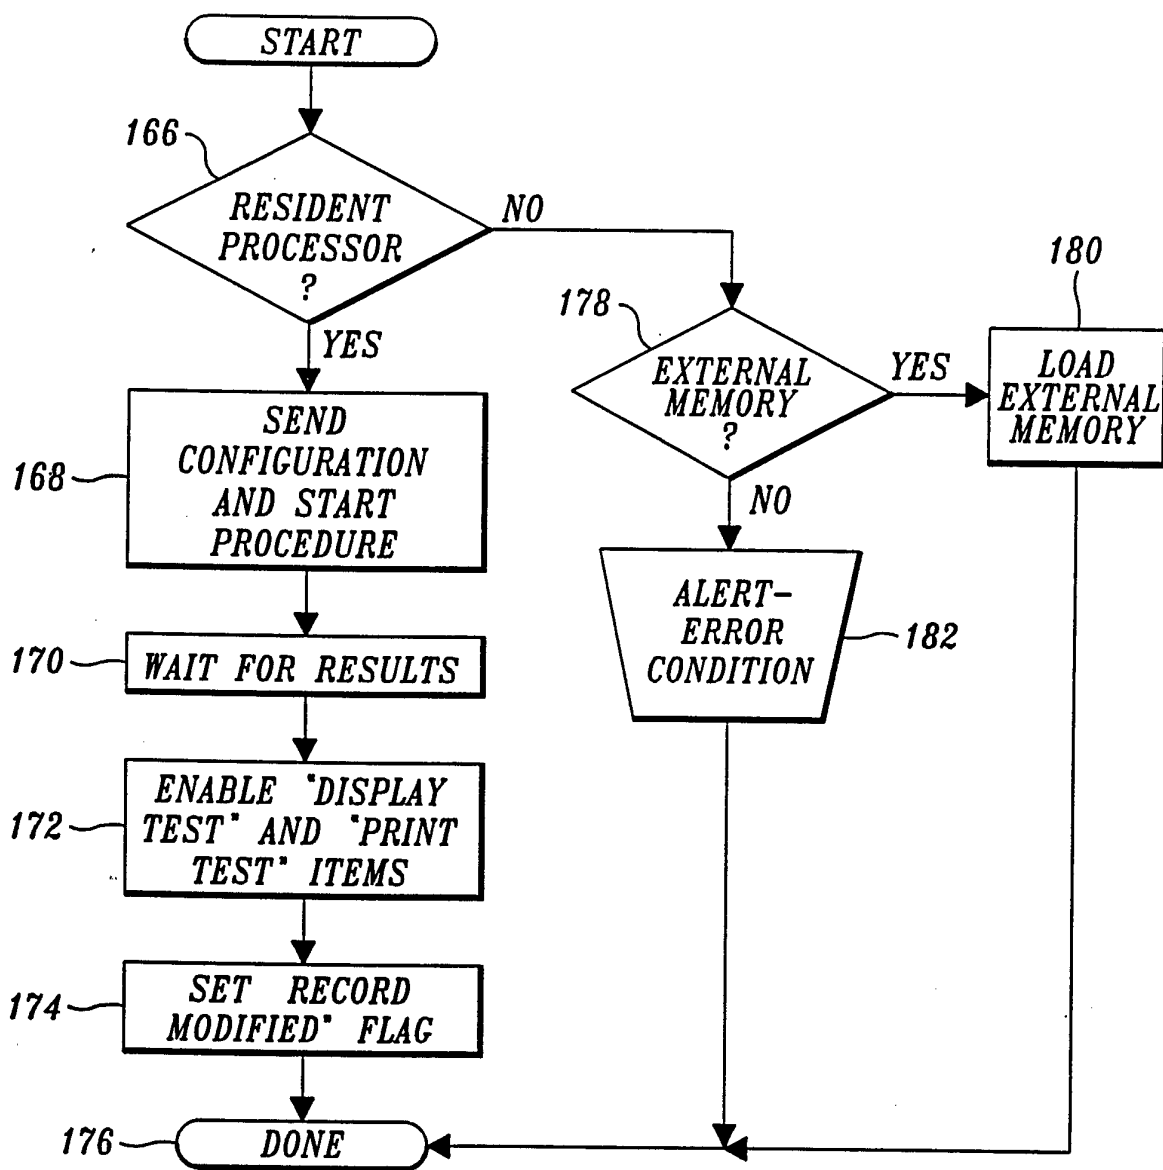 START
166
RESIDENT
PROCESSOR
?
NO
YES
178
EXTERNAL
MEMORY
?
YES
NO
180
LOAD
EXTERNAL
MEMORY
168
SEND
CONFIGURATION
AND START
PROCEDURE
ALERT-
ERROR
CONDITION
182
170
WAIT FOR RESULTS
172
ENABLE "DISPLAY
TEST" AND "PRINT
TEST" ITEMS
174
SET RECORD
MODIFIED" FLAG
176
DONE